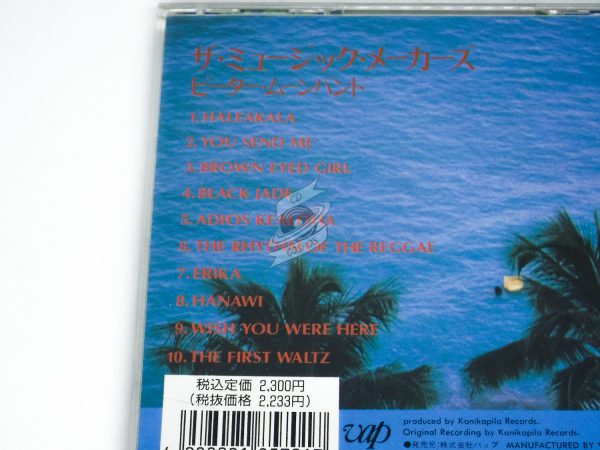 ザ・ミュージック・メーカーズ
ピーター・ムーンハント
1. HALEAKALA
2. YOU SEND ME
3. BROWN EYED GIRL
4. BLACK JADE
5. ADIOS KE ALOHA
6. THE RHYTHM OF THE REGGAE
7. ERIKA
8. HANAWI
9. WISH YOU WERE HERE
10. THE FIRST WALTZ
税込定価 2,300円
(税抜価格 2,233円)
vap
produced by Kanikapila Records.
Original Recording by Kanikapila Records.
●発売元:株式会社バップ MANUFACTURED BY